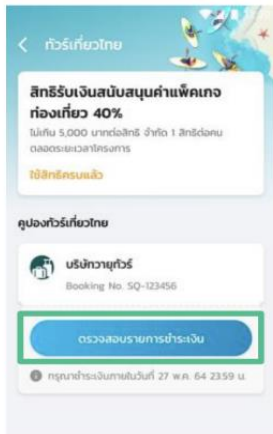 ทัวร์เที่ยวไทย
สิทธิรับเงินสนับสนุนค่าแพ็คเกจ
ท่องเที่ยว 40%
ไม่เกิน 5,000 บาทต่อสิทธิ จำกัด 1 สิทธิต่อคน
ตลอดระยะเวลาโครงการ
ใช้สิทธิครบแล้ว
คูปองทัวร์เที่ยวไทย
บริษัทวายุทัวร์
Booking No. SQ-123456
ตรวจสอบรายการชำระเงิน
กรุณาชำระเงินภายในวันที่ 27 พ.ค. 64 23:59 น.